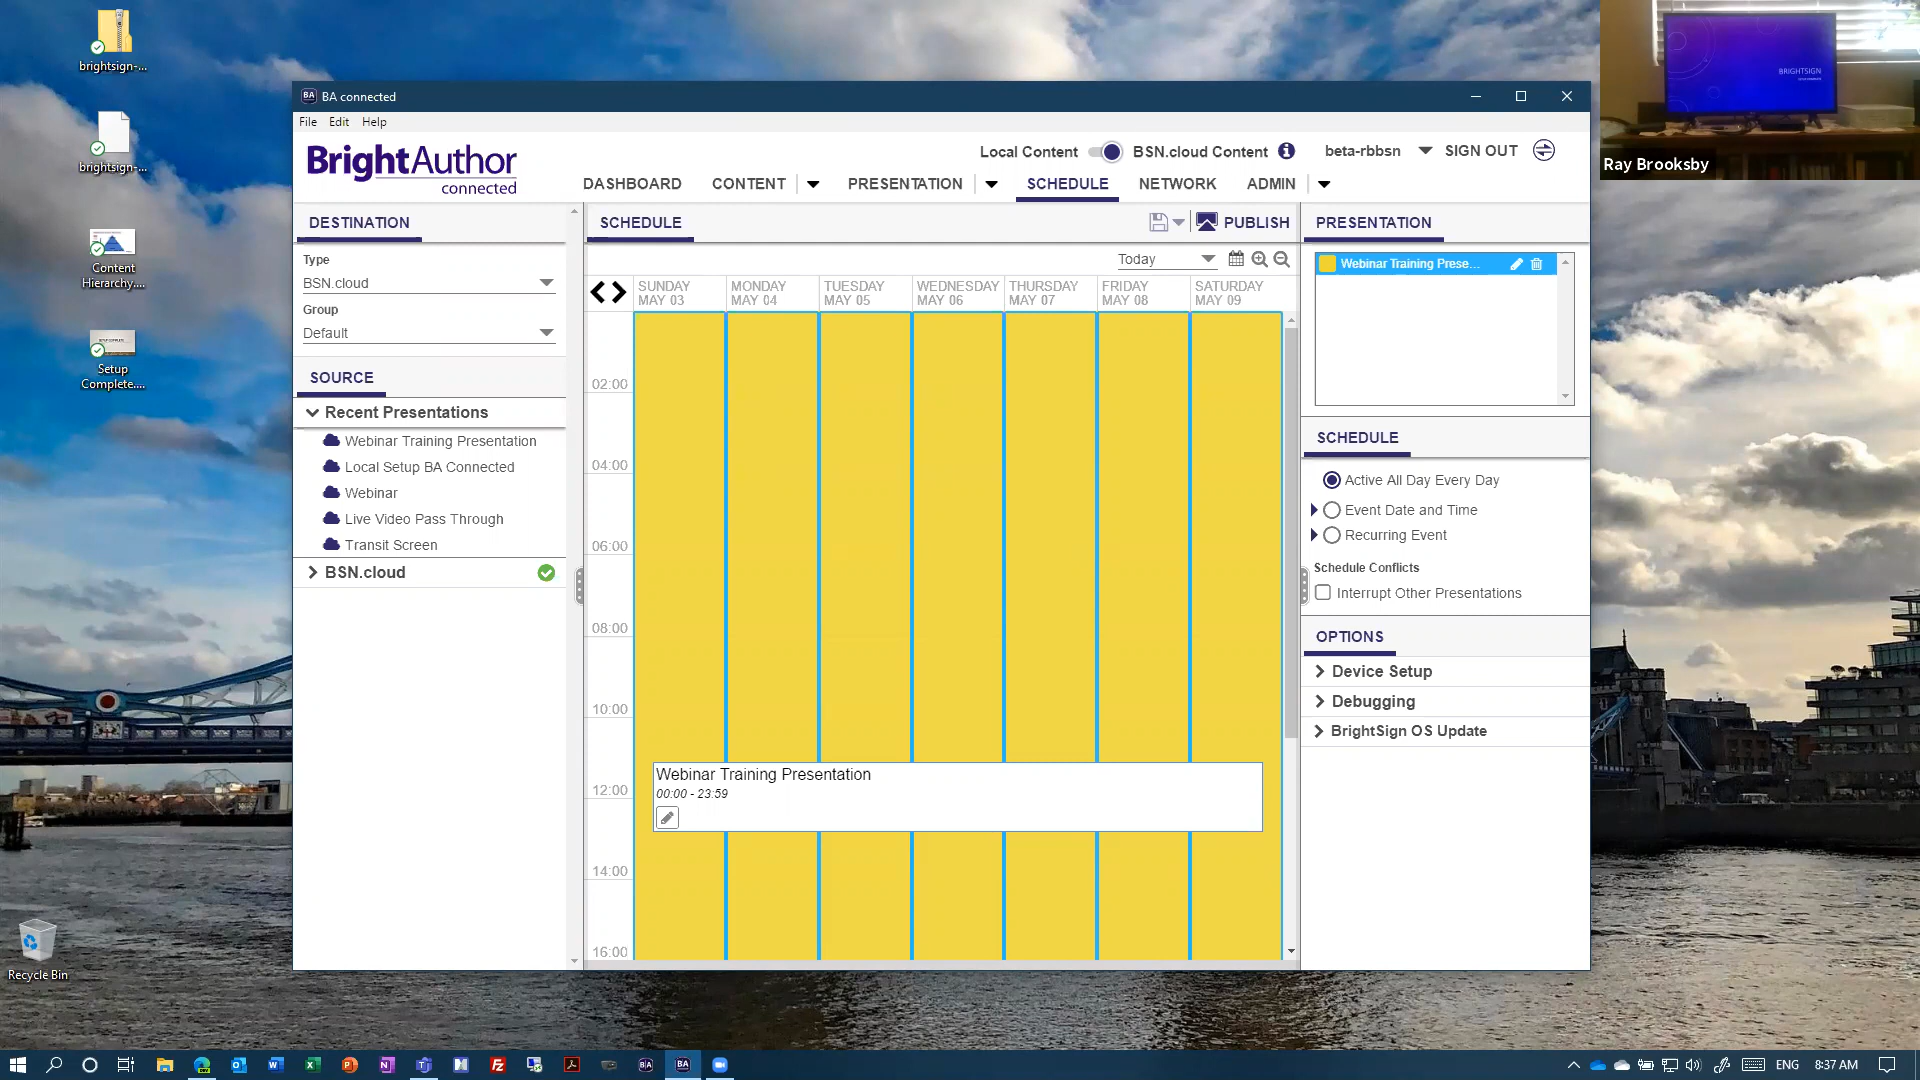 brightsign-...
brightsign-...
Content
Hierarchy....
Setup
Complete....
Recycle Bin
BA connected
File Edit Help
BrightAuthor
connected
Local Content
BSN.cloud Content
beta-rbbsn
SIGN OUT
DASHBOARD
CONTENT
PRESENTATION
SCHEDULE
NETWORK
ADMIN
DESTINATION
Type
BSN.cloud
Group
Default
SOURCE
Recent Presentations
Webinar Training Presentation
Local Setup BA Connected
Webinar
Live Video Pass Through
Transit Screen
BSN.cloud
SCHEDULE
PUBLISH
Today
SUNDAY
MAY 03
MONDAY
MAY 04
TUESDAY
MAY 05
WEDNESDAY
MAY 06
THURSDAY
MAY 07
FRIDAY
MAY 08
SATURDAY
MAY 09
02:00
04:00
06:00
08:00
10:00
12:00
14:00
16:00
Webinar Training Presentation
00:00 - 23:59
PRESENTATION
Webinar Training Prese...
SCHEDULE
Active All Day Every Day
Event Date and Time
Recurring Event
Schedule Conflicts
Interrupt Other Presentations
OPTIONS
Device Setup
Debugging
BrightSign OS Update
BRIGHTSIGN
Ray Brooksby
ENG
8:37 AM